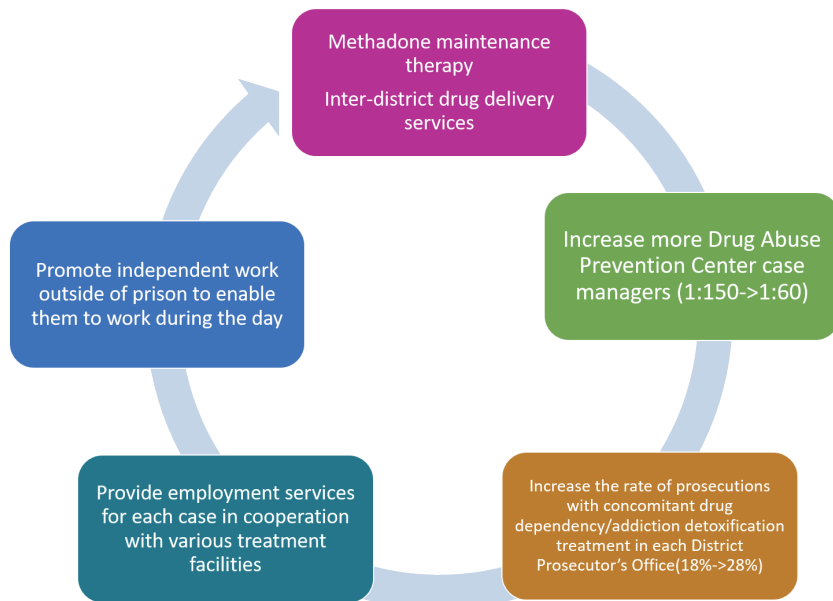 Methadone maintenance
therapy
Inter-district drug delivery
services
Increase more Drug Abuse
Prevention Center case
managers (1:150->1:60)
Increase the rate of prosecutions
with concomitant drug
dependency/addiction detoxification
treatment in each District
Prosecutor's Office(18%->28%)
Provide employment services
for each case in cooperation
with various treatment
facilities
Promote independent work
outside of prison to enable
them to work during the day